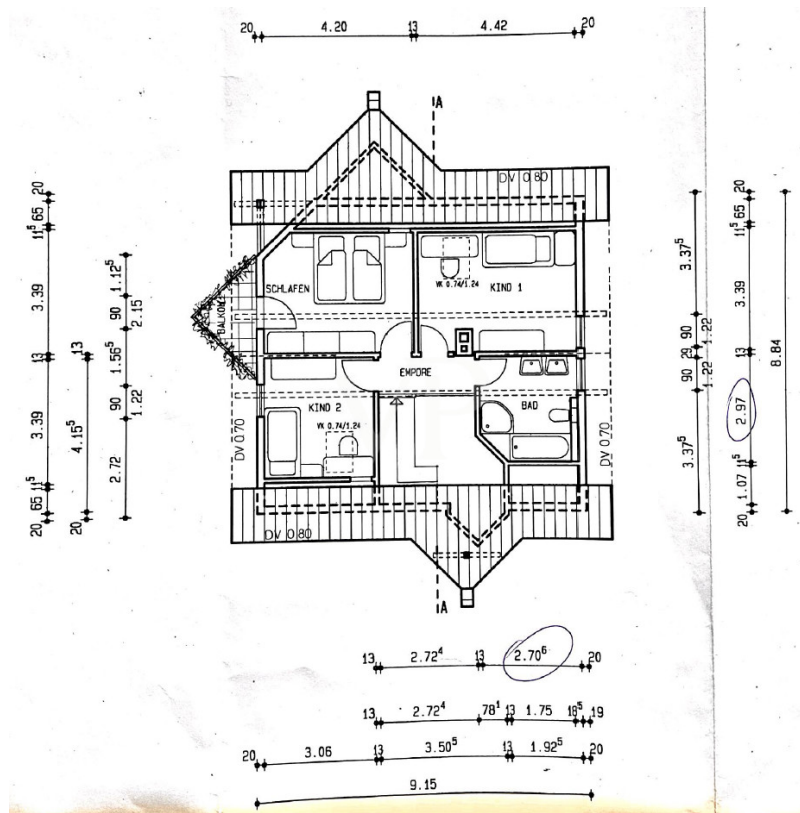 20 4.20 13 4.42 20
A
DV 0.80
20
65
11⁵
3.39
13
3.39
11⁵
65
20
13
4.15⁵
20
1.12⁵
90
2.15
1.56⁵
90
1.22
2.72
SCHLAFEN
VK 0.74/1.24
KIND 1
BALKON
EMPORE
KIND 2
VK 0.74/1.24
BAD
DV 0.70
DV 0.70
DV 0.80
A
3.37⁵
90
1.22
29
90
1.22
3.37⁵
20
65
11⁵
3.39
13
2.97
11⁵
1.07
20
8.84
13 2.72⁴ 13 2.70⁶ 20
13 2.72⁴ 78¹ 13 1.75 18⁵ 19
20 3.06 13 3.50⁵ 13 1.92⁵ 20
9.15